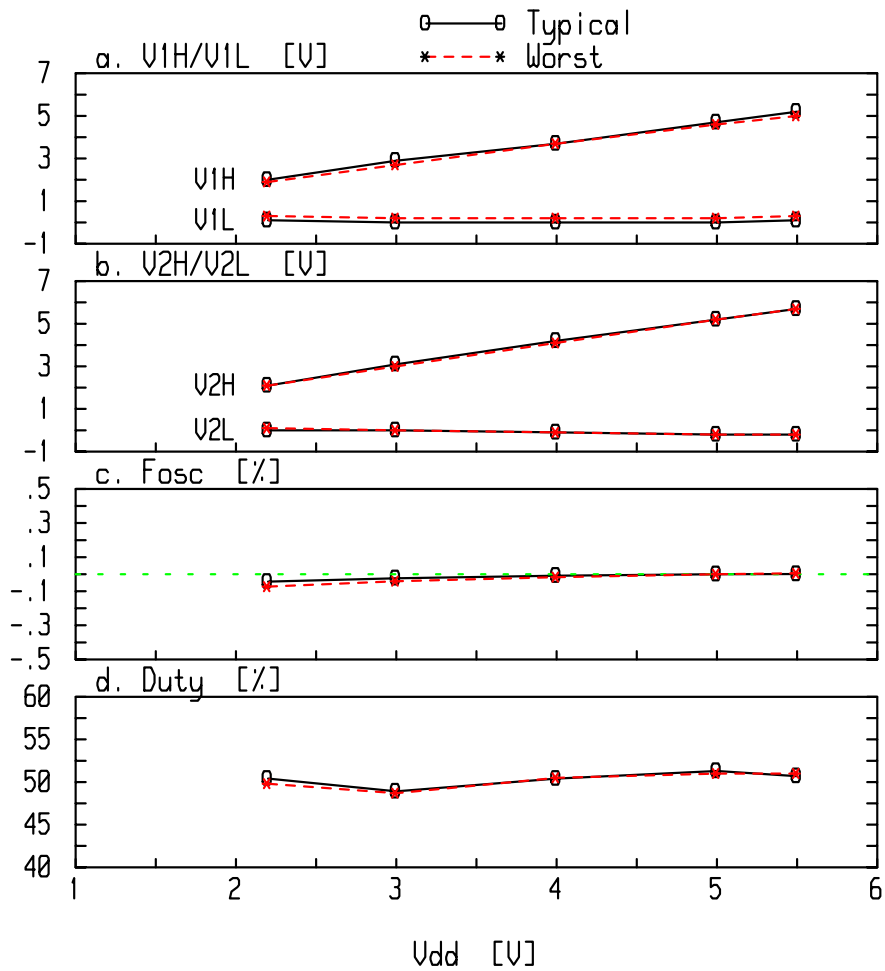 Typical
Worst
a. V1H/V1L [V]
7
5
3
1
-1
V1H
V1L
b. V2H/V2L [V]
7
5
3
1
-1
V2H
V2L
c. Fosc [%]
.5
.3
.1
-.1
-.3
-.5
d. Duty [%]
60
55
50
45
40
1 2 3 4 5 6
Vdd [V]